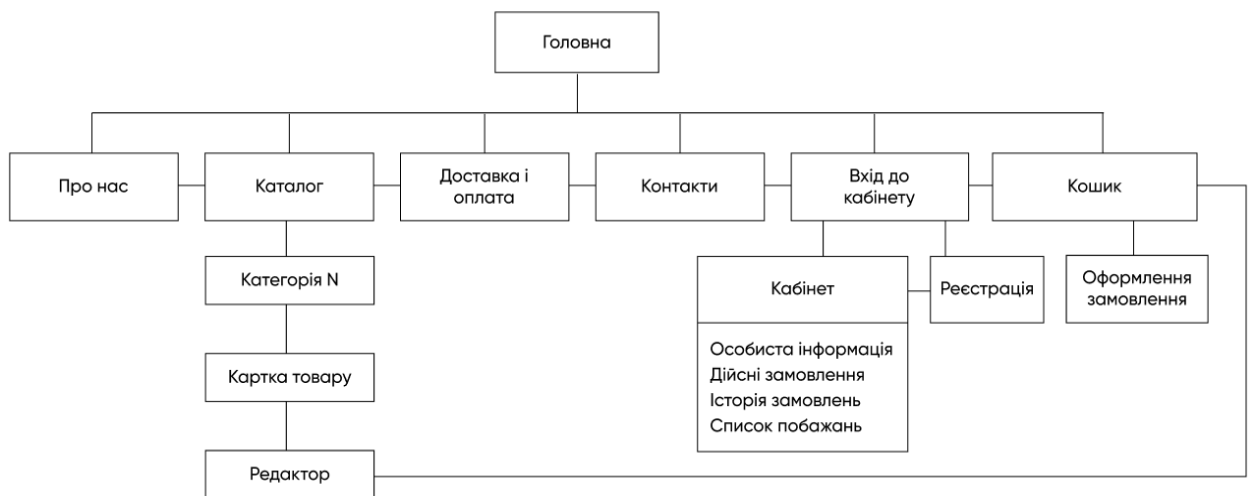 Головна
Про нас
Каталог
Доставка і
оплата
Контакти
Вхід до
кабінету
Кошик
Категорія N
Кабінет
Реєстрація
Оформлення
замовлення
Особиста інформація
Дійсні замовлення
Історія замовлень
Список побажань
Картка товару
Редактор